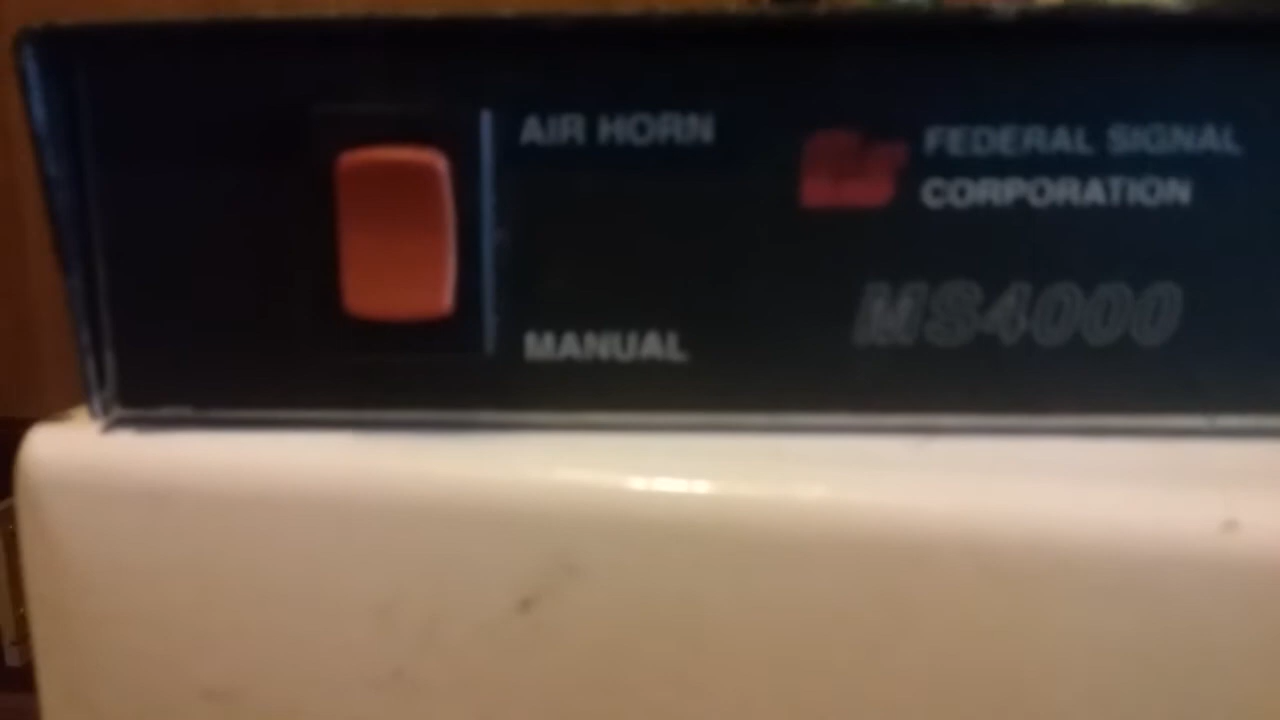 AIR HORN
FEDERAL SIGNAL
CORPORATION
MS4000
MANUAL